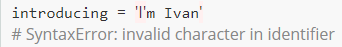 introducing = 'I'm Ivan'
# SyntaxError: invalid character in identifier